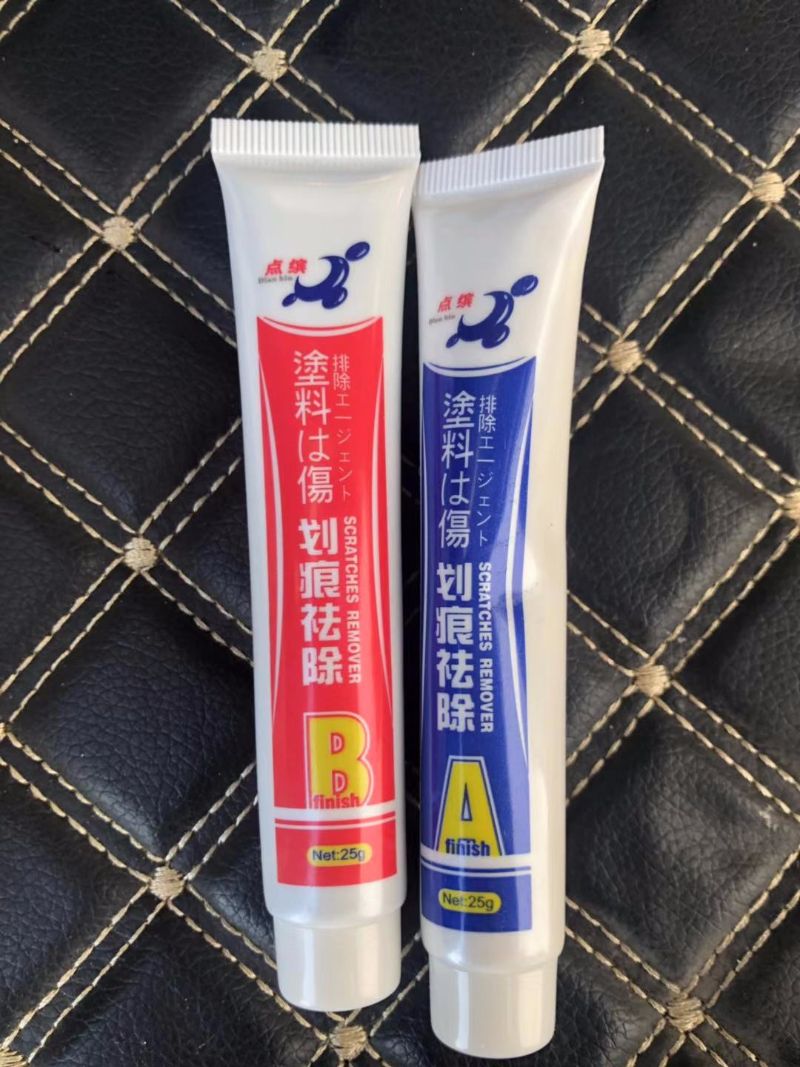 点缤
Dian bin
排除エージェント
塗料は傷
SCRATCHES REMOVER
划痕祛除
B
finish
Net:25g
点缤
Dian bin
排除エージェント
塗料は傷
SCRATCHES REMOVER
划痕祛除
A
finish
Net:25g